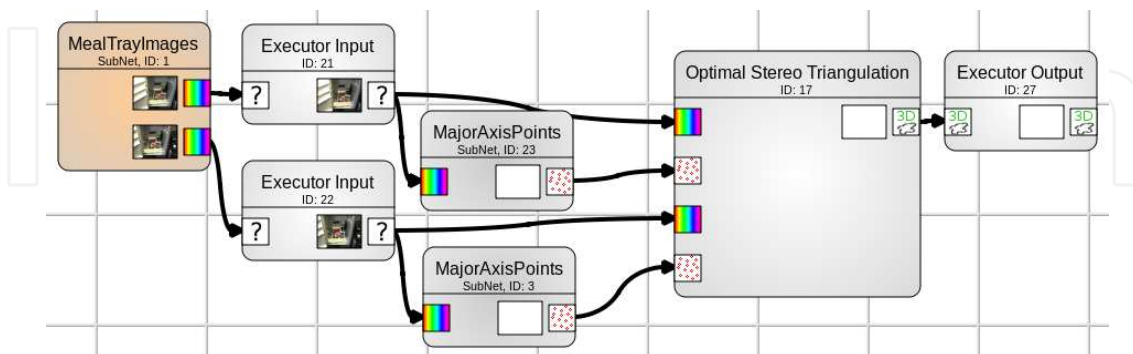 MealTrayImages
SubNet, ID: 1
Executor Input
ID: 21
?
?
MajorAxisPoints
SubNet, ID: 23
Executor Input
ID: 22
?
?
MajorAxisPoints
SubNet, ID: 3
Optimal Stereo Triangulation
ID: 17
3D
Executor Output
ID: 27
3D
3D